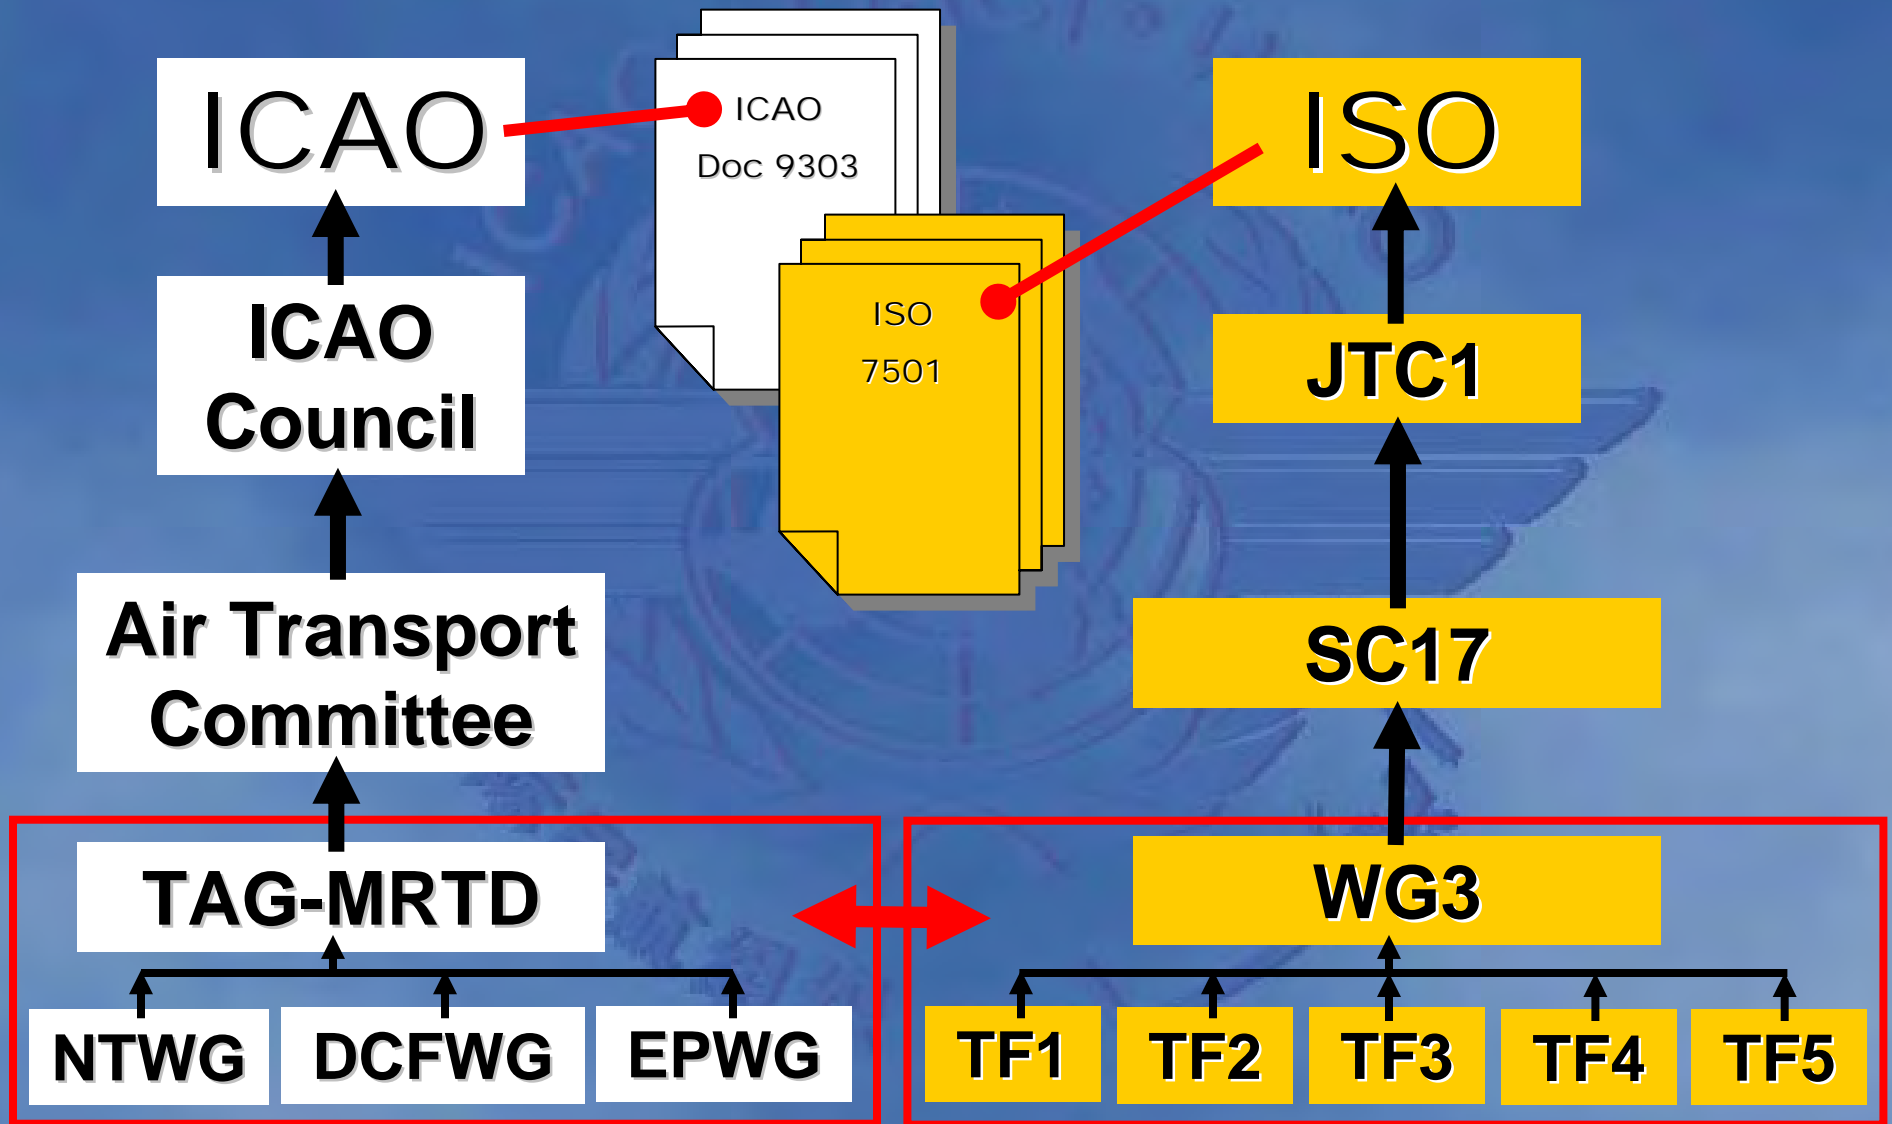 ICAO
ICAO
Doc 9303
ISO
ISO
7501
ICAO
Council
JTC1
Air Transport
Committee
SC17
TAG-MRTD
WG3
NTWG
DCFWG
EPWG
TF1
TF2
TF3
TF4
TF5